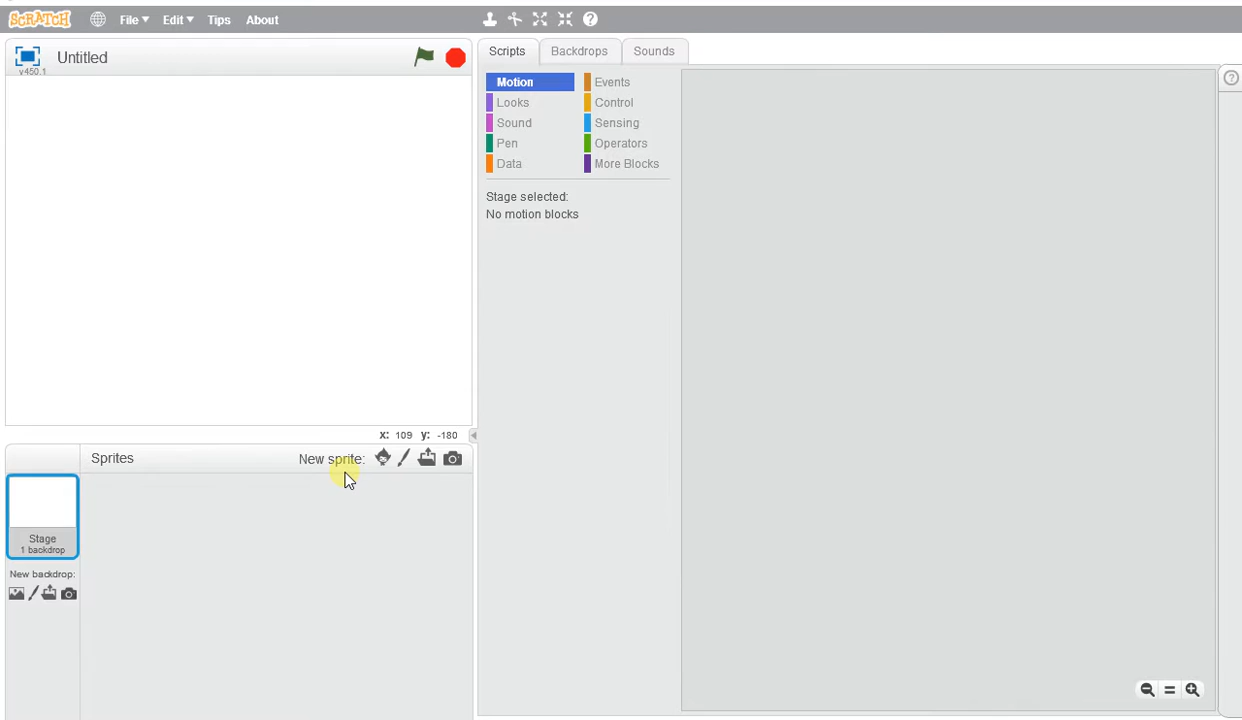 SCRATCH File Edit Tips About
Untitled
v450.1
Scripts Backdrops Sounds
Motion Events
Looks Control
Sound Sensing
Pen Operators
Data More Blocks
Stage selected:
No motion blocks
x: 109 y: -180
Sprites New sprite:
Stage
1 backdrop
New backdrop: